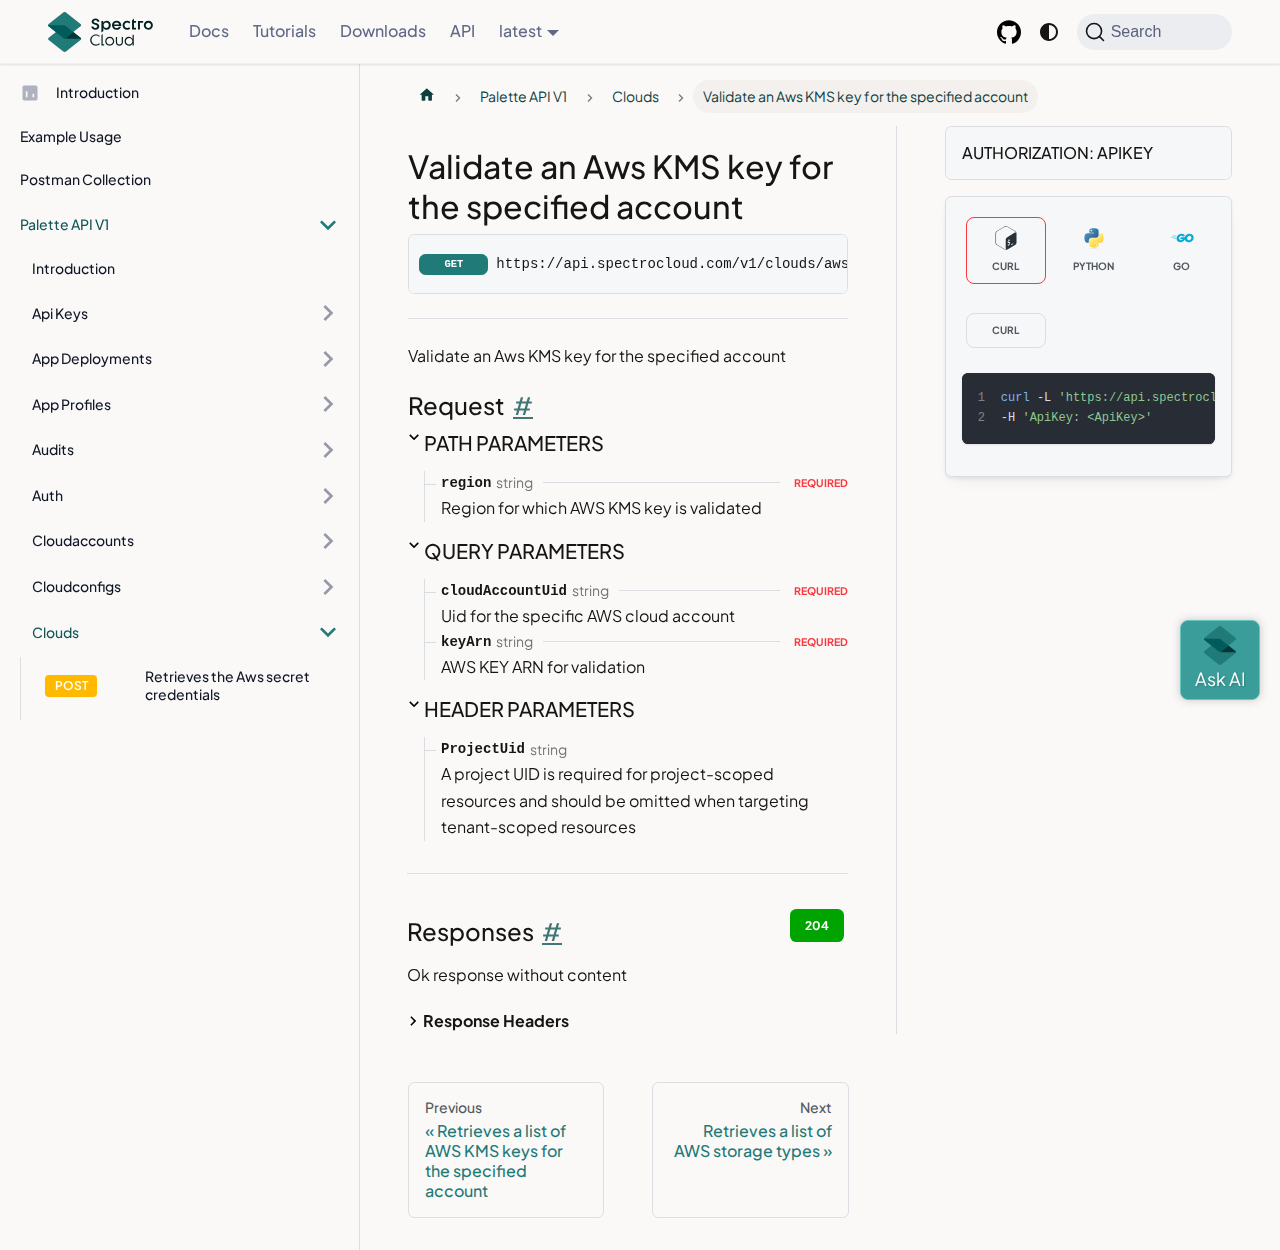 Spectro Cloud
Docs
Tutorials
Downloads
API
latest
Search
Introduction
Example Usage
Postman Collection
Palette API V1
Introduction
Api Keys
App Deployments
App Profiles
Audits
Auth
Cloudaccounts
Cloudconfigs
Clouds
POST
Retrieves the Aws secret
credentials
Palette API V1
Clouds
Validate an Aws KMS key for the specified account
Validate an Aws KMS key for
the specified account
GET https://api.spectrocloud.com/v1/clouds/aws
Validate an Aws KMS key for the specified account
Request #
PATH PARAMETERS
region string REQUIRED
Region for which AWS KMS key is validated
QUERY PARAMETERS
cloudAccountUid string REQUIRED
Uid for the specific AWS cloud account
keyArn string REQUIRED
AWS KEY ARN for validation
HEADER PARAMETERS
ProjectUid string
A project UID is required for project-scoped
resources and should be omitted when targeting
tenant-scoped resources
Responses #
204
Ok response without content
Response Headers
Previous
« Retrieves a list of
AWS KMS keys for
the specified
account
Next
Retrieves a list of
AWS storage types »
AUTHORIZATION: APIKEY
CURL
PYTHON
GO
CURL
1 curl -L 'https://api.spectrocl
2 -H 'ApiKey: <ApiKey>'
Ask AI